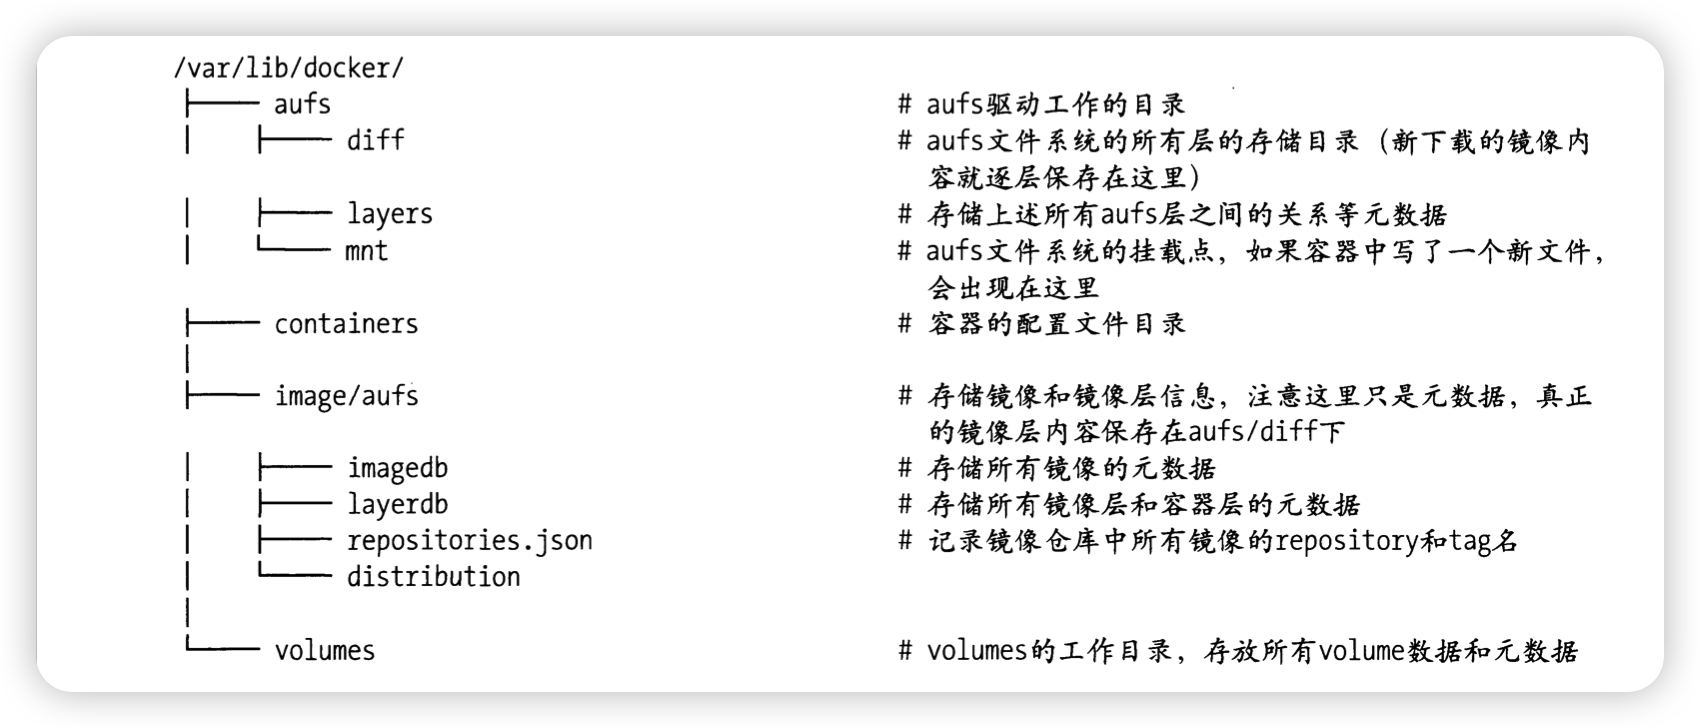 /var/lib/docker/
├── aufs # aufs驱动工作的目录
│ ├── diff # aufs文件系统的所有层的存储目录（新下载的镜像内
容就逐层保存在这里）
│ ├── layers # 存储上述所有aufs层之间的关系等元数据
│ └── mnt # aufs文件系统的挂载点，如果容器中写了一个新文件，
会出现在这里
├── containers # 容器的配置文件目录
│
├── image/aufs # 存储镜像和镜像层信息，注意这里只是元数据，真正
的镜像层内容保存在aufs/diff下
│ ├── imagedb # 存储所有镜像的元数据
│ ├── layerdb # 存储所有镜像层和容器层的元数据
│ ├── repositories.json # 记录镜像仓库中所有镜像的repository和tag名
│ └── distribution
│
└── volumes # volumes的工作目录，存放所有volume数据和元数据